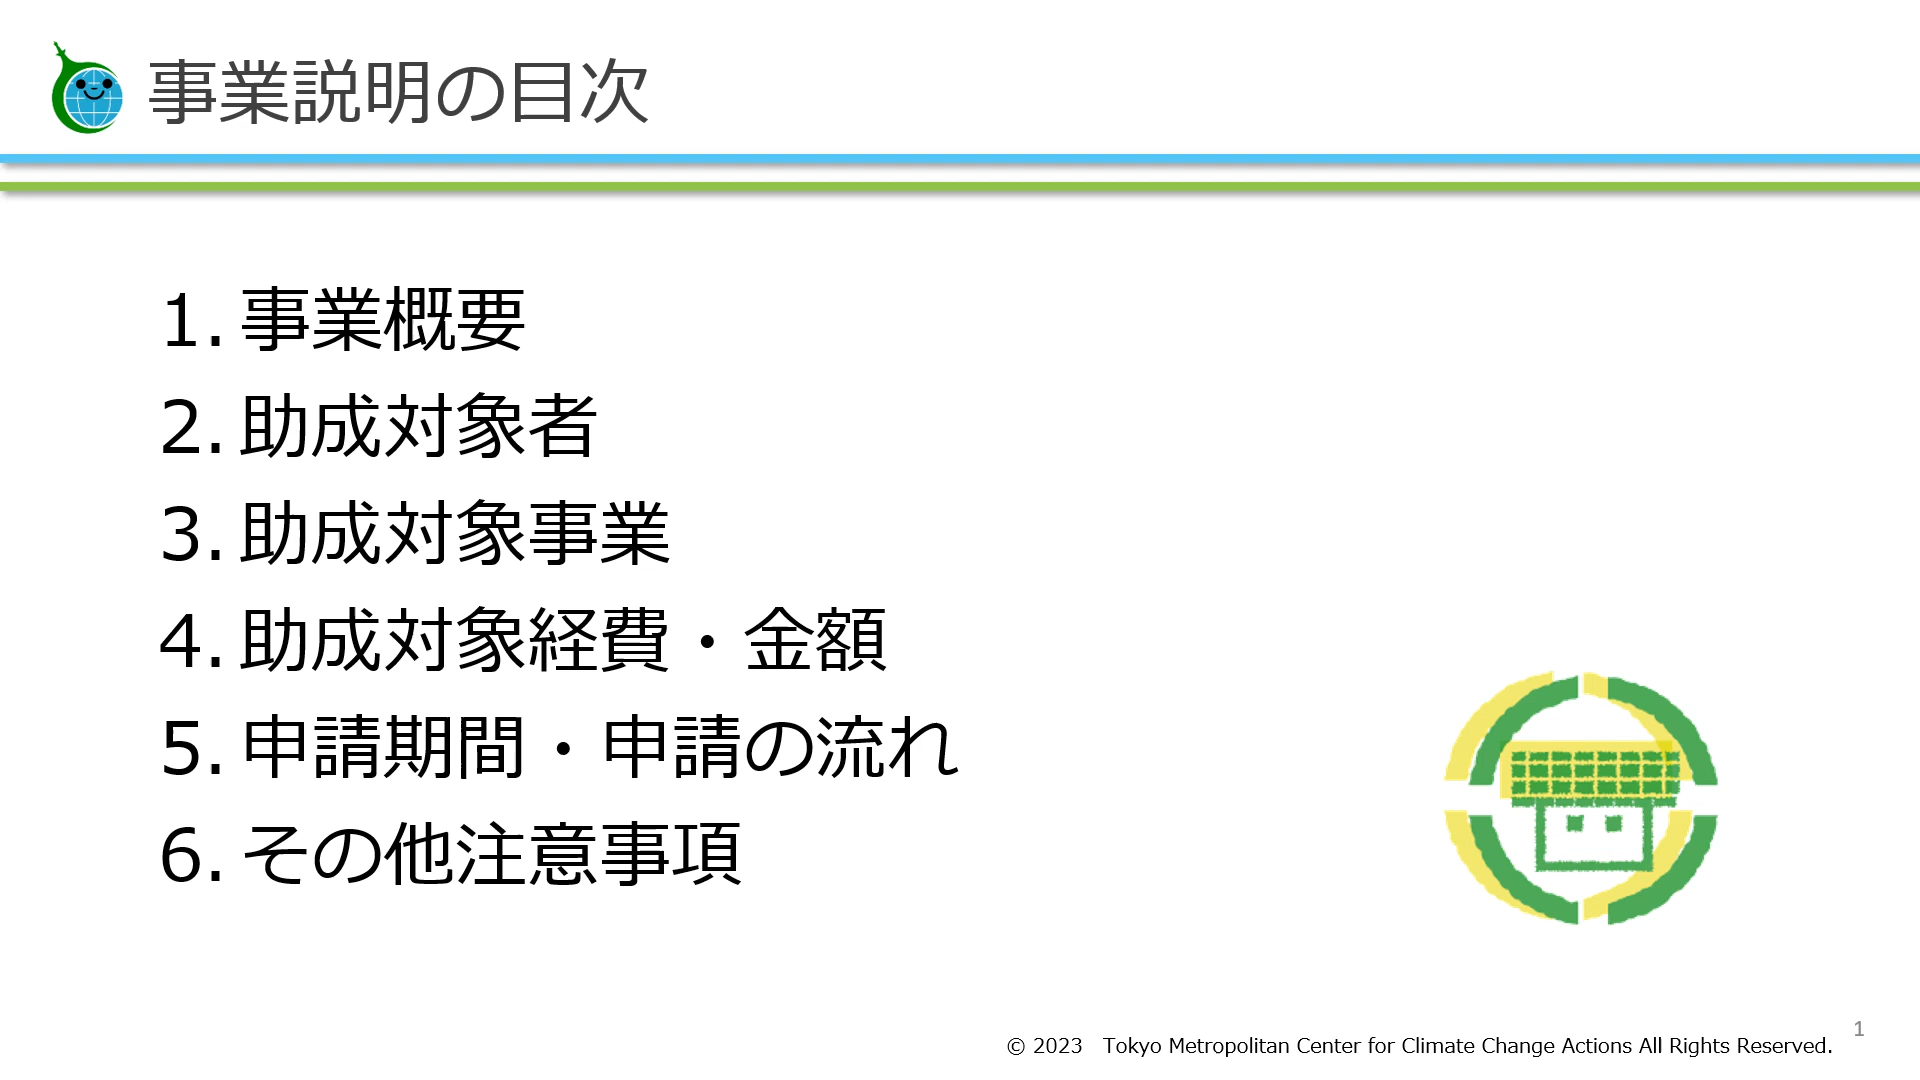 事業説明の目次
1. 事業概要
2. 助成対象者
3. 助成対象事業
4. 助成対象経費・金額
5. 申請期間・申請の流れ
6. その他注意事項
© 2023　Tokyo Metropolitan Center for Climate Change Actions All Rights Reserved.
1